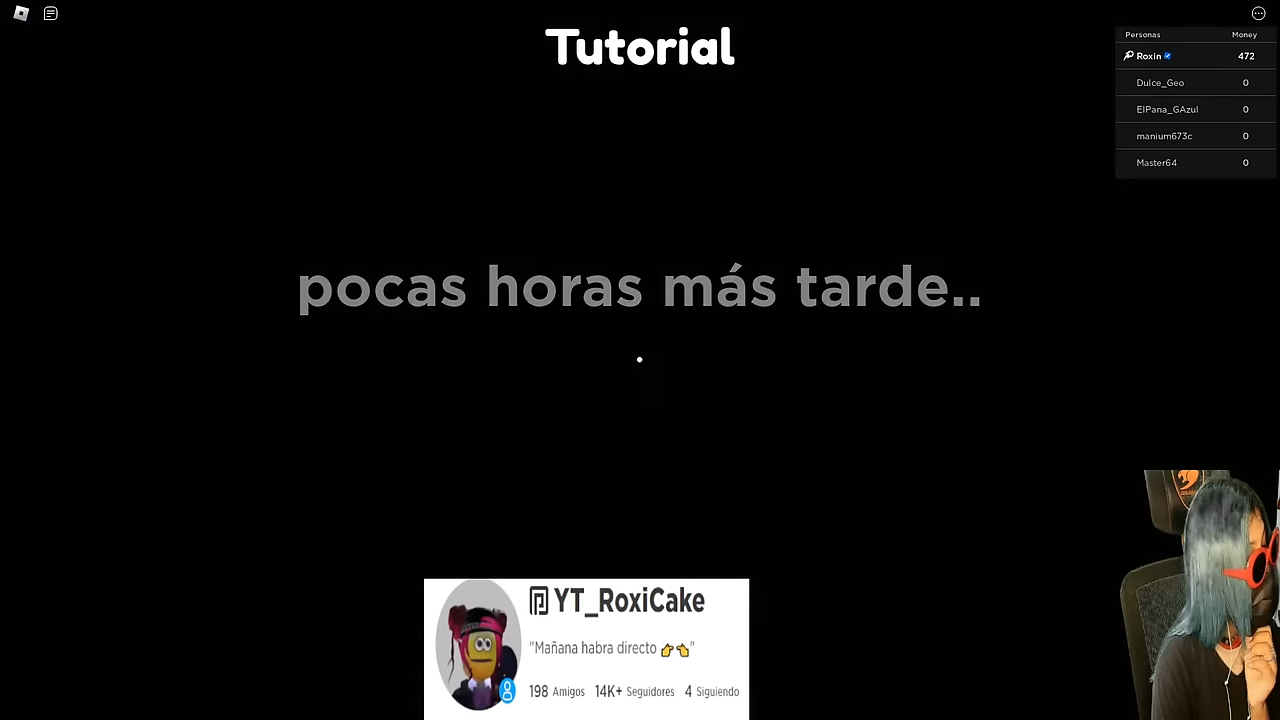 Tutorial
Personas Money
Roxin 472
Dulce_Geo 0
ElPana_GAzul 0
manium673c 0
Master64 0
pocas horas más tarde..
YT_RoxiCake
"Mañana habra directo 👉👈"
198 Amigos 14K+ Seguidores 4 Siguiendo